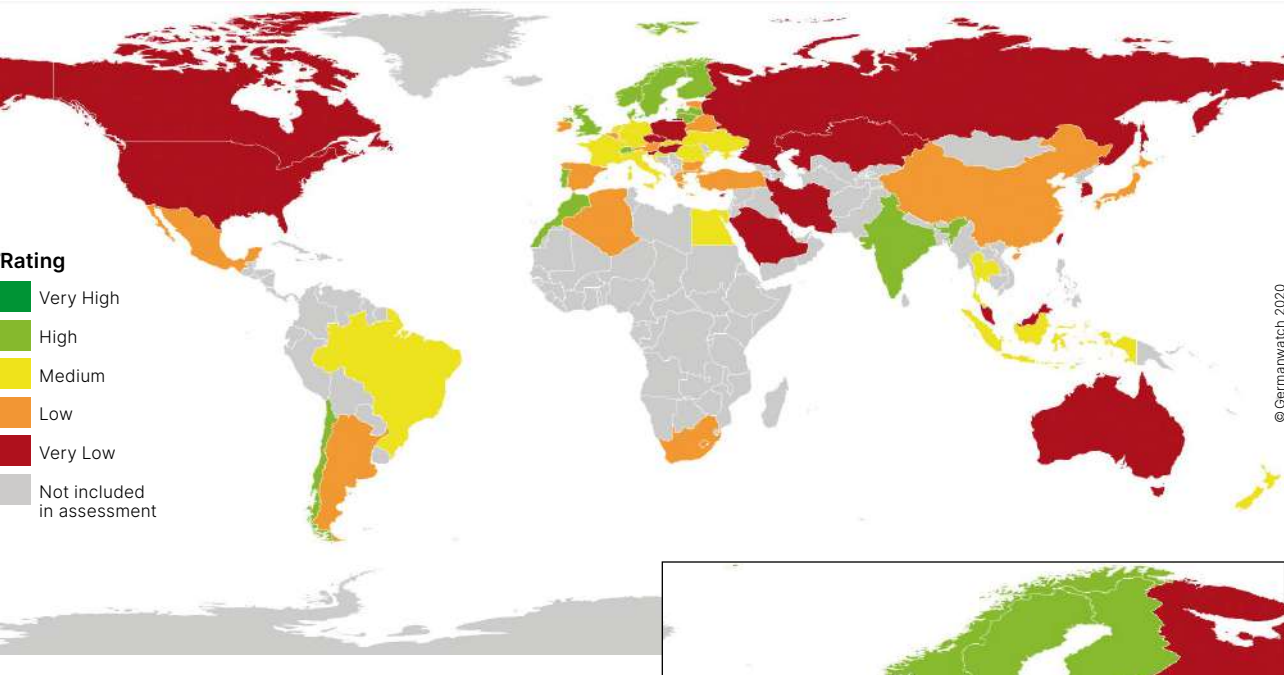 Rating
Very High
High
Medium
Low
Very Low
Not included
in assessment
© Germanwatch 2020